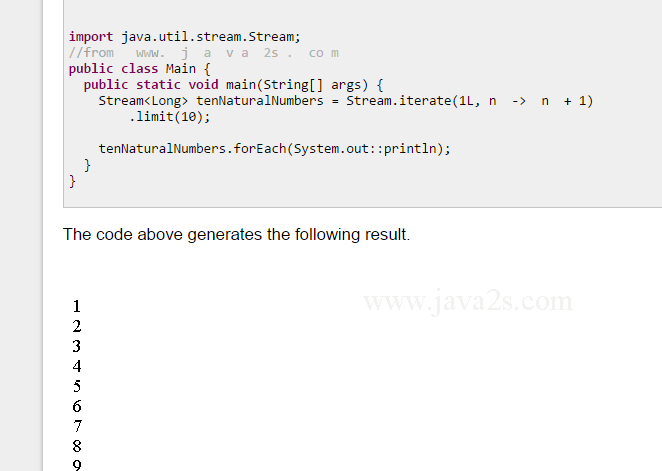 import java.util.stream.Stream;
//from   www.  j  a  v a  2s .  co m
public class Main {
  public static void main(String[] args) {
    Stream<Long> tenNaturalNumbers = Stream.iterate(1L, n  ->  n  + 1)
        .limit(10);
    tenNaturalNumbers.forEach(System.out::println);
  }
}
The code above generates the following result.
www.java2s.com
1
2
3
4
5
6
7
8
9